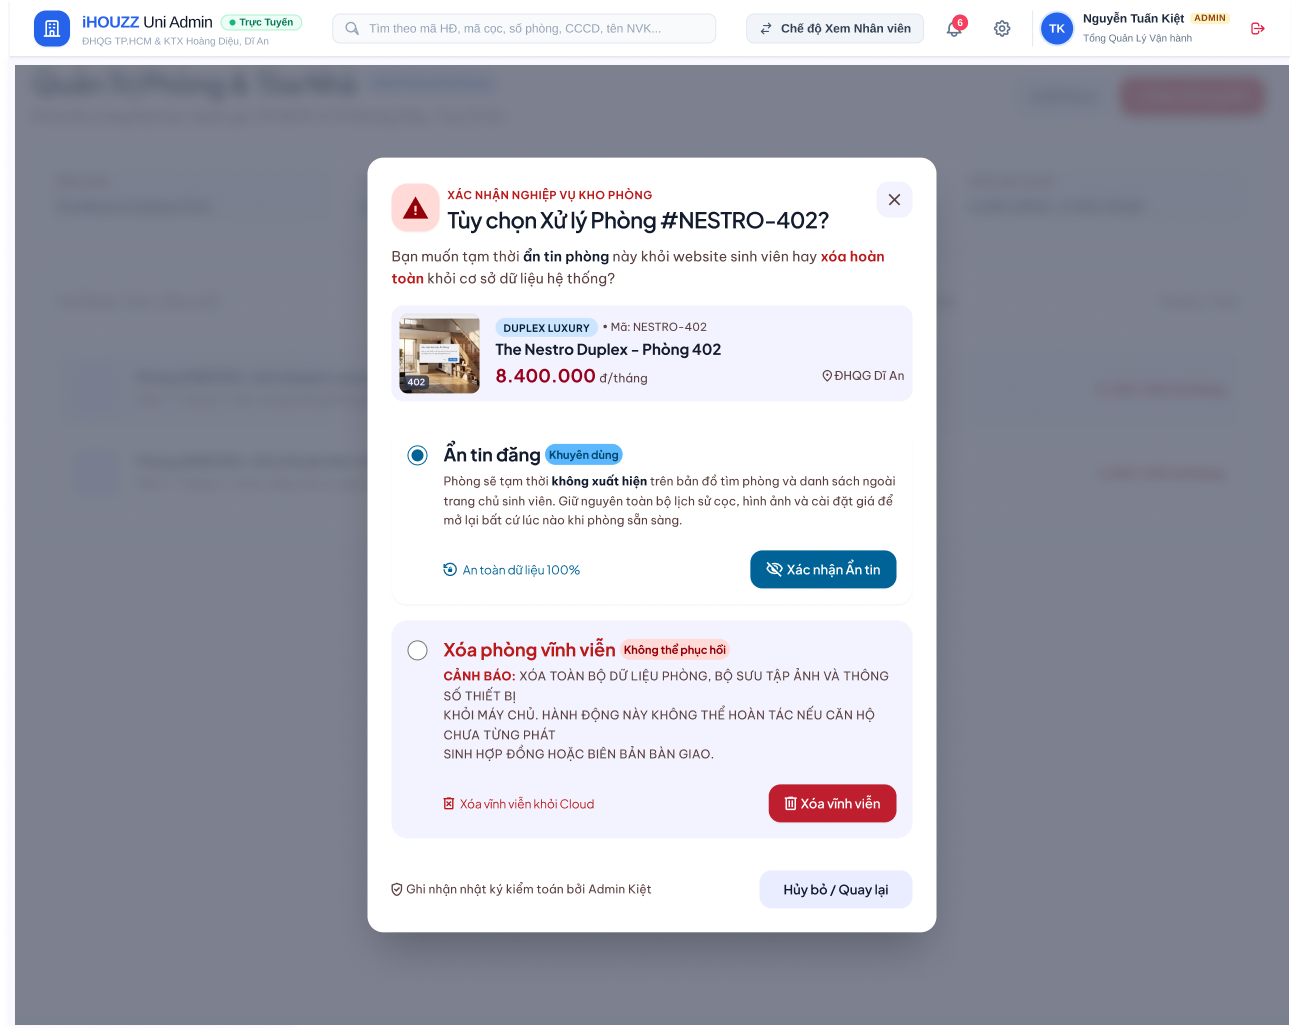 iHOUZZ Uni Admin
Trực Tuyến
ĐHQG TP.HCM & KTX Hoàng Diệu, Dĩ An
Tìm theo mã HĐ, mã cọc, số phòng, CCCD, tên NVK...
Chế độ Xem Nhân viên
6
TK
Nguyễn Tuấn Kiệt ADMIN
Tổng Quản Lý Vận hành
Quản Trị Phòng & Tòa Nhà
XÁC NHẬN NGHIỆP VỤ KHO PHÒNG
Tùy chọn Xử lý Phòng #NESTRO-402?
Bạn muốn tạm thời ẩn tin phòng này khỏi website sinh viên hay xóa hoàn
toàn khỏi cơ sở dữ liệu hệ thống?
402
DUPLEX LUXURY • Mã: NESTRO-402
The Nestro Duplex - Phòng 402
8.400.000 đ/tháng
ĐHQG Dĩ An
Ẩn tin đăng Khuyên dùng
Phòng sẽ tạm thời không xuất hiện trên bản đồ tìm phòng và danh sách ngoài
trang chủ sinh viên. Giữ nguyên toàn bộ lịch sử cọc, hình ảnh và cài đặt giá để
mở lại bất cứ lúc nào khi phòng sẵn sàng.
An toàn dữ liệu 100%
Xác nhận Ẩn tin
Xóa phòng vĩnh viễn Không thể phục hồi
CẢNH BÁO: XÓA TOÀN BỘ DỮ LIỆU PHÒNG, BỘ SƯU TẬP ẢNH VÀ THÔNG
SỐ THIẾT BỊ
KHỎI MÁY CHỦ. HÀNH ĐỘNG NÀY KHÔNG THỂ HOÀN TÁC NẾU CĂN HỘ
CHƯA TỪNG PHÁT
SINH HỢP ĐỒNG HOẶC BIÊN BẢN BÀN GIAO.
Xóa vĩnh viễn khỏi Cloud
Xóa vĩnh viễn
Ghi nhận nhật ký kiểm toán bởi Admin Kiệt
Hủy bỏ / Quay lại